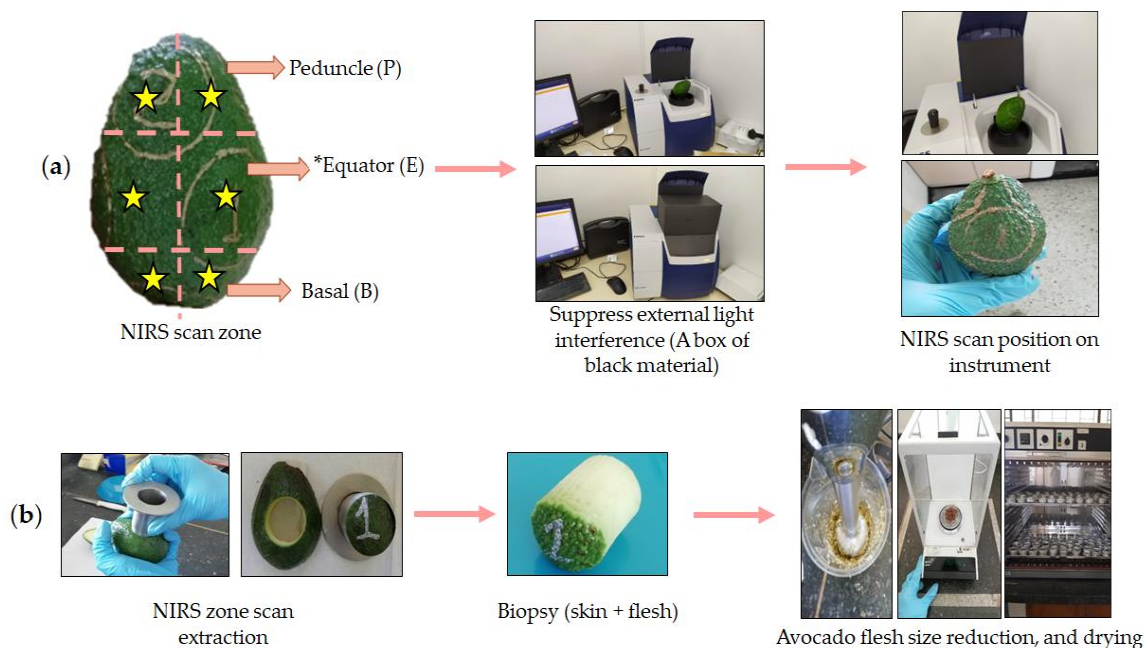 (a)
Peduncle (P)
*Equator (E)
Basal (B)
NIRS scan zone
Suppress external light
interference (A box of
black material)
NIRS scan position on
instrument
(b)
1
NIRS zone scan
extraction
Biopsy (skin + flesh)
Avocado flesh size reduction, and drying